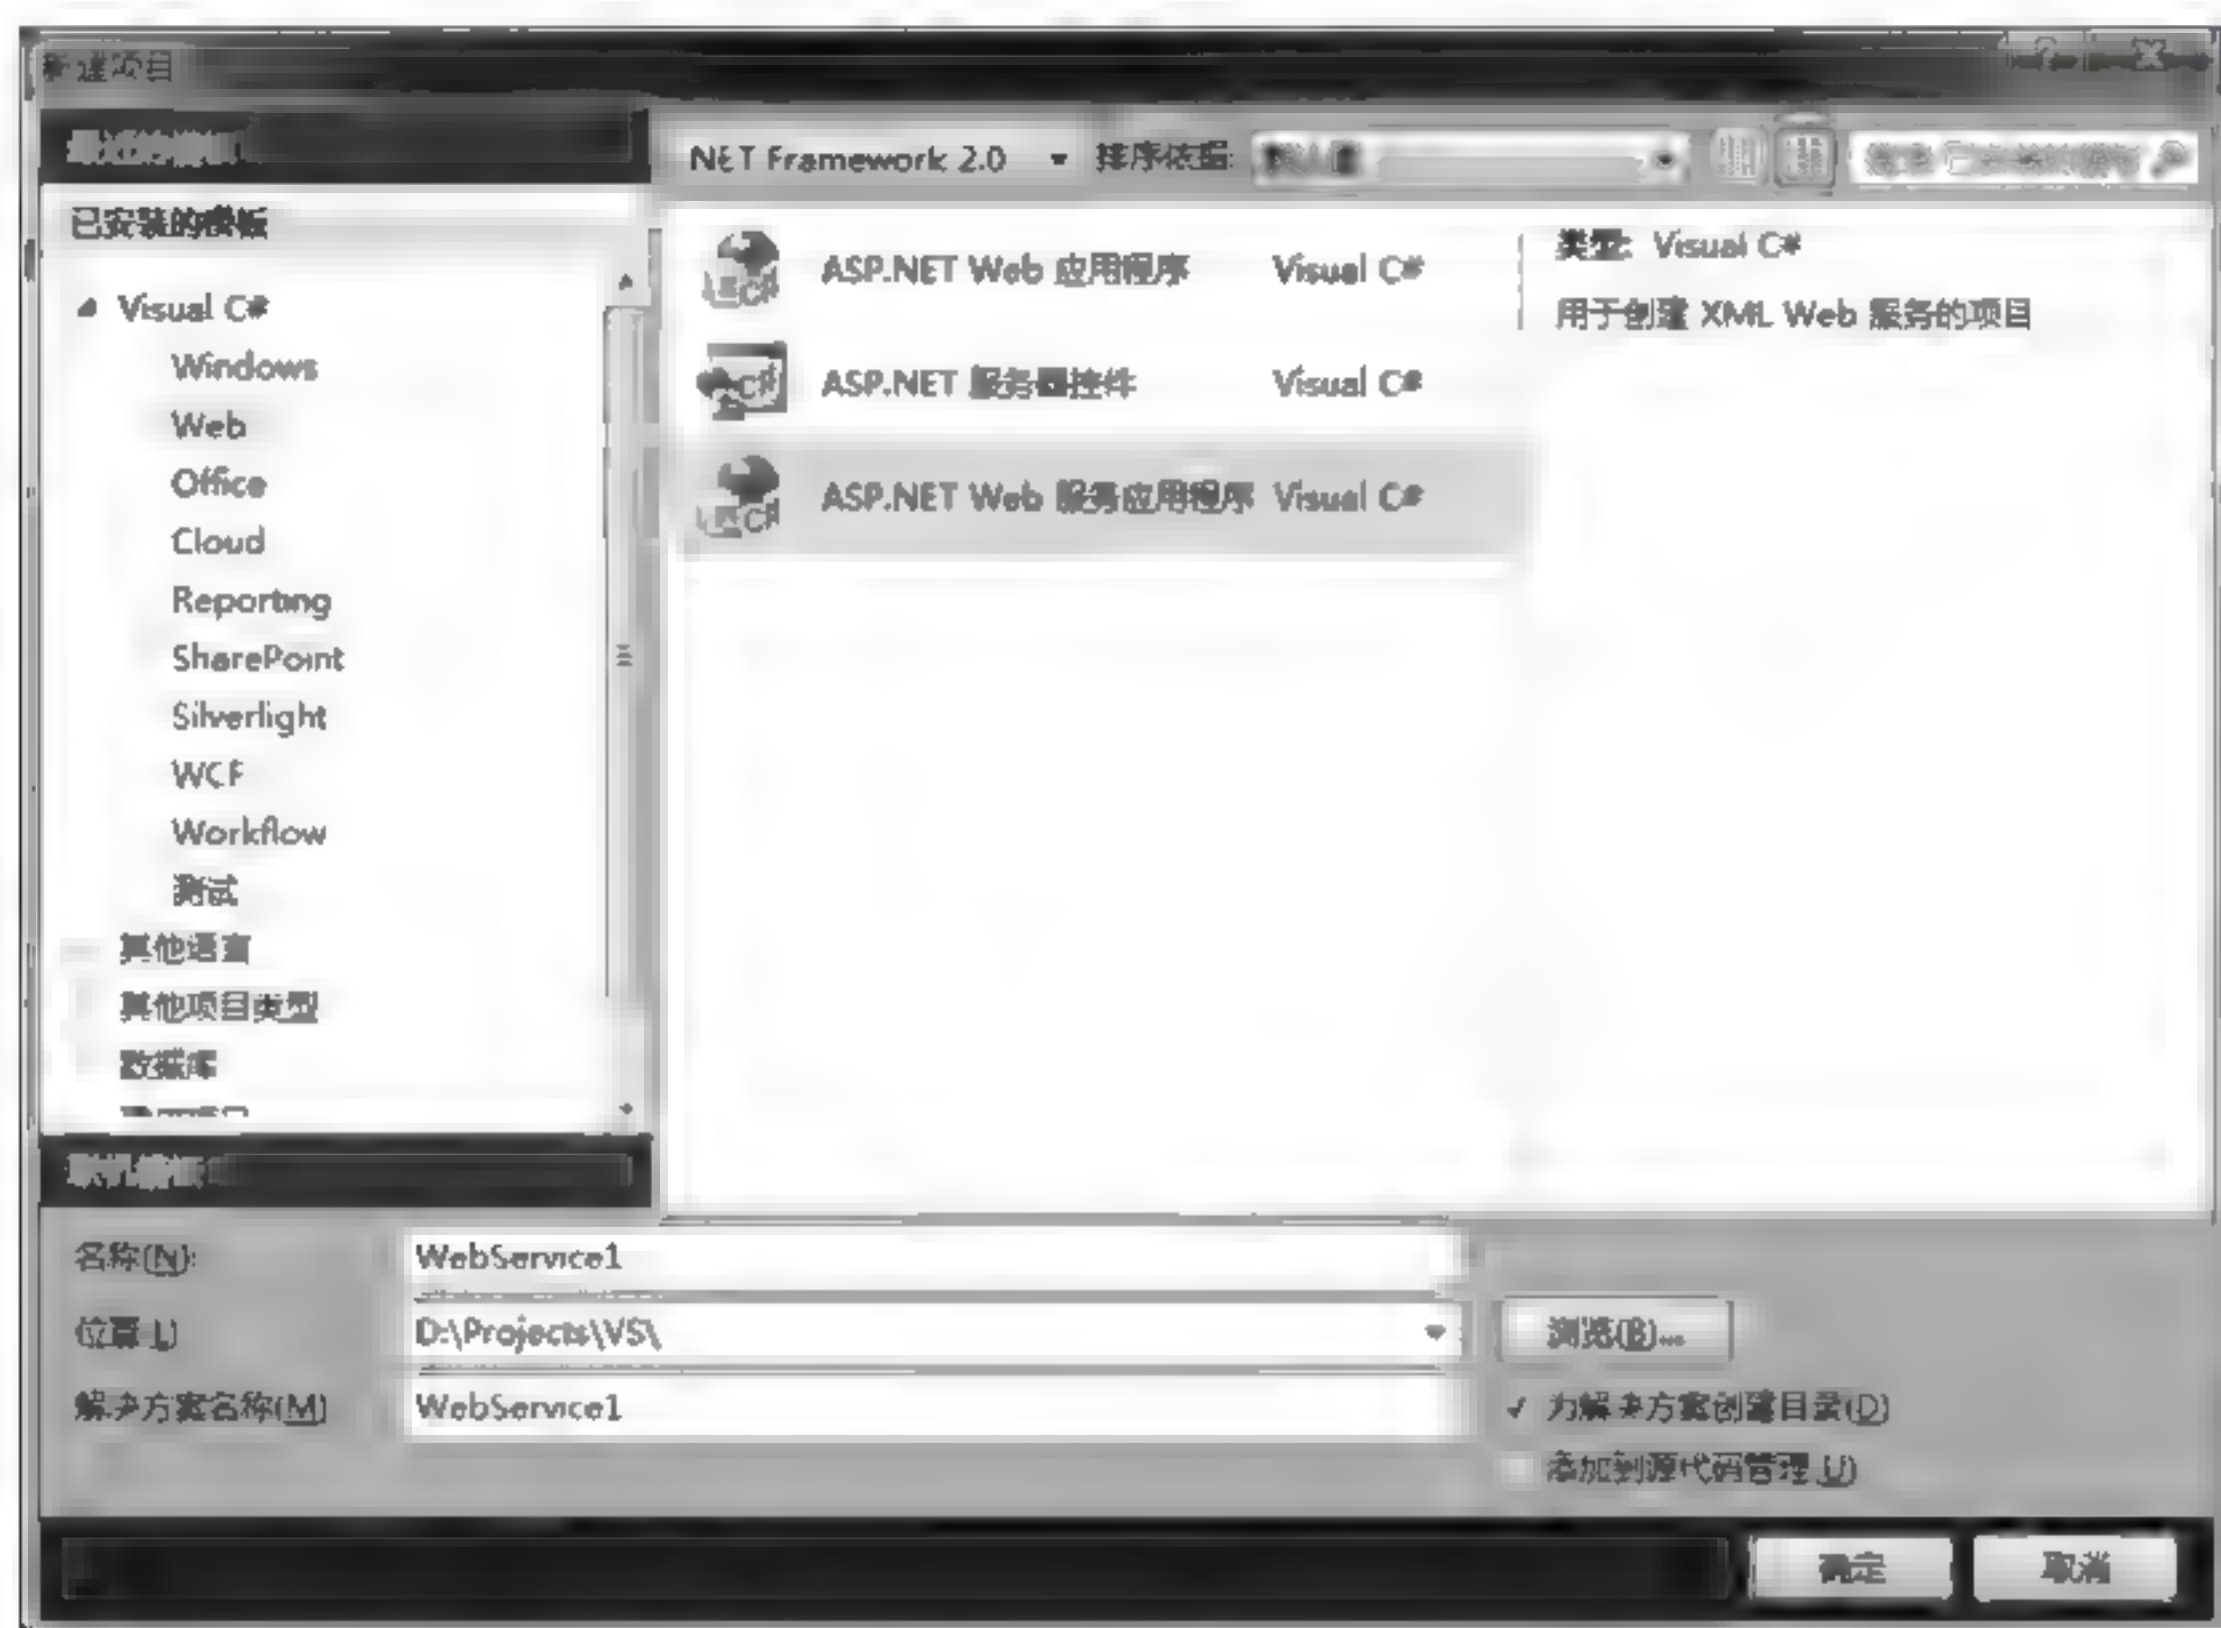 新建项目
NET Framework 2.0 排序依据:
已安装的模板
Visual C#
Windows
Web
Office
Cloud
Reporting
SharePoint
Silverlight
WCF
Workflow
测试
其他语言
其他项目类型
数据库
ASP.NET Web 应用程序 Visual C#
ASP.NET 服务器控件 Visual C#
ASP.NET Web 服务应用程序 Visual C#
类型: Visual C#
用于创建 XML Web 服务的项目
名称(N): WebService1
位置(L) D:\Projects\VS\ 浏览(B)...
解决方案名称(M) WebService1
为解决方案创建目录(D)
添加到源代码管理(U)
确定 取消